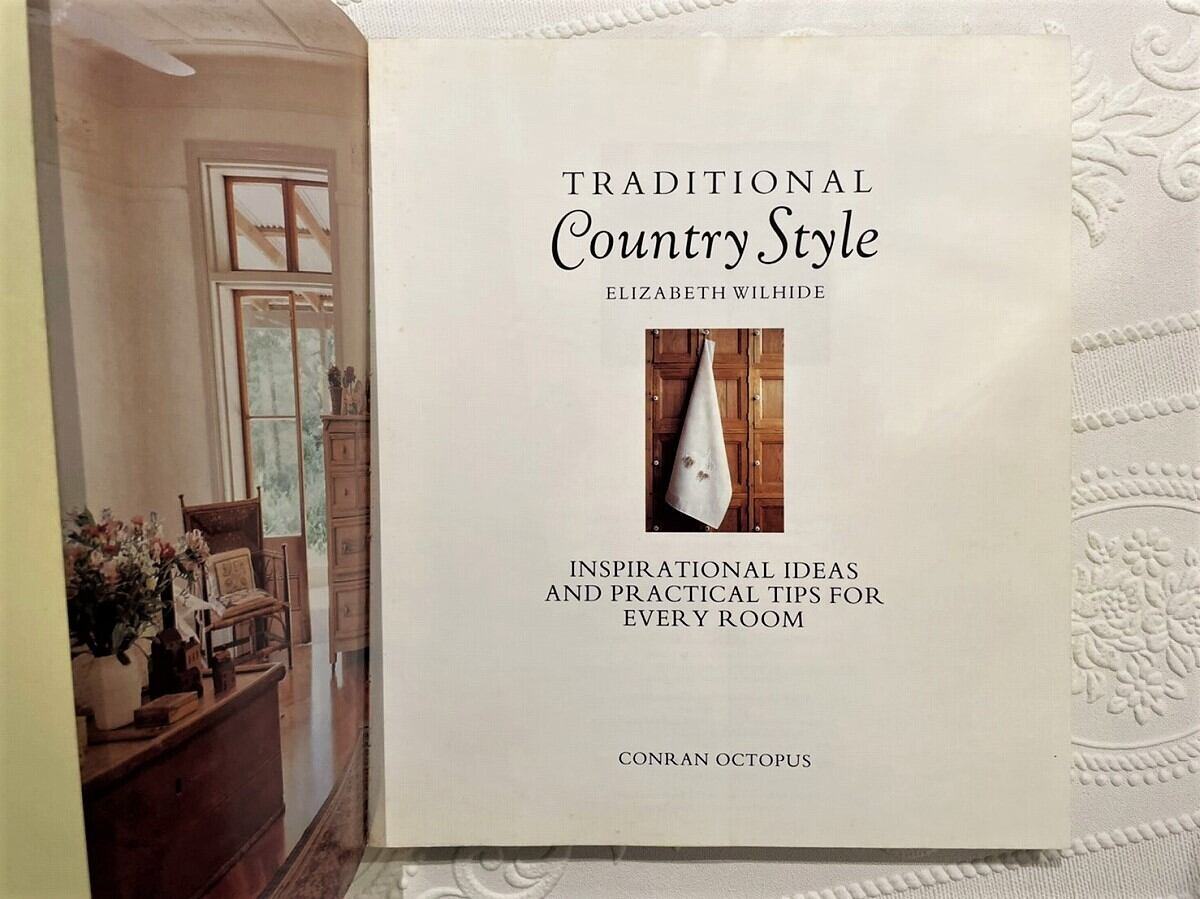 TRADITIONAL
Country Style
ELIZABETH WILHIDE
INSPIRATIONAL IDEAS
AND PRACTICAL TIPS FOR
EVERY ROOM
CONRAN OCTOPUS